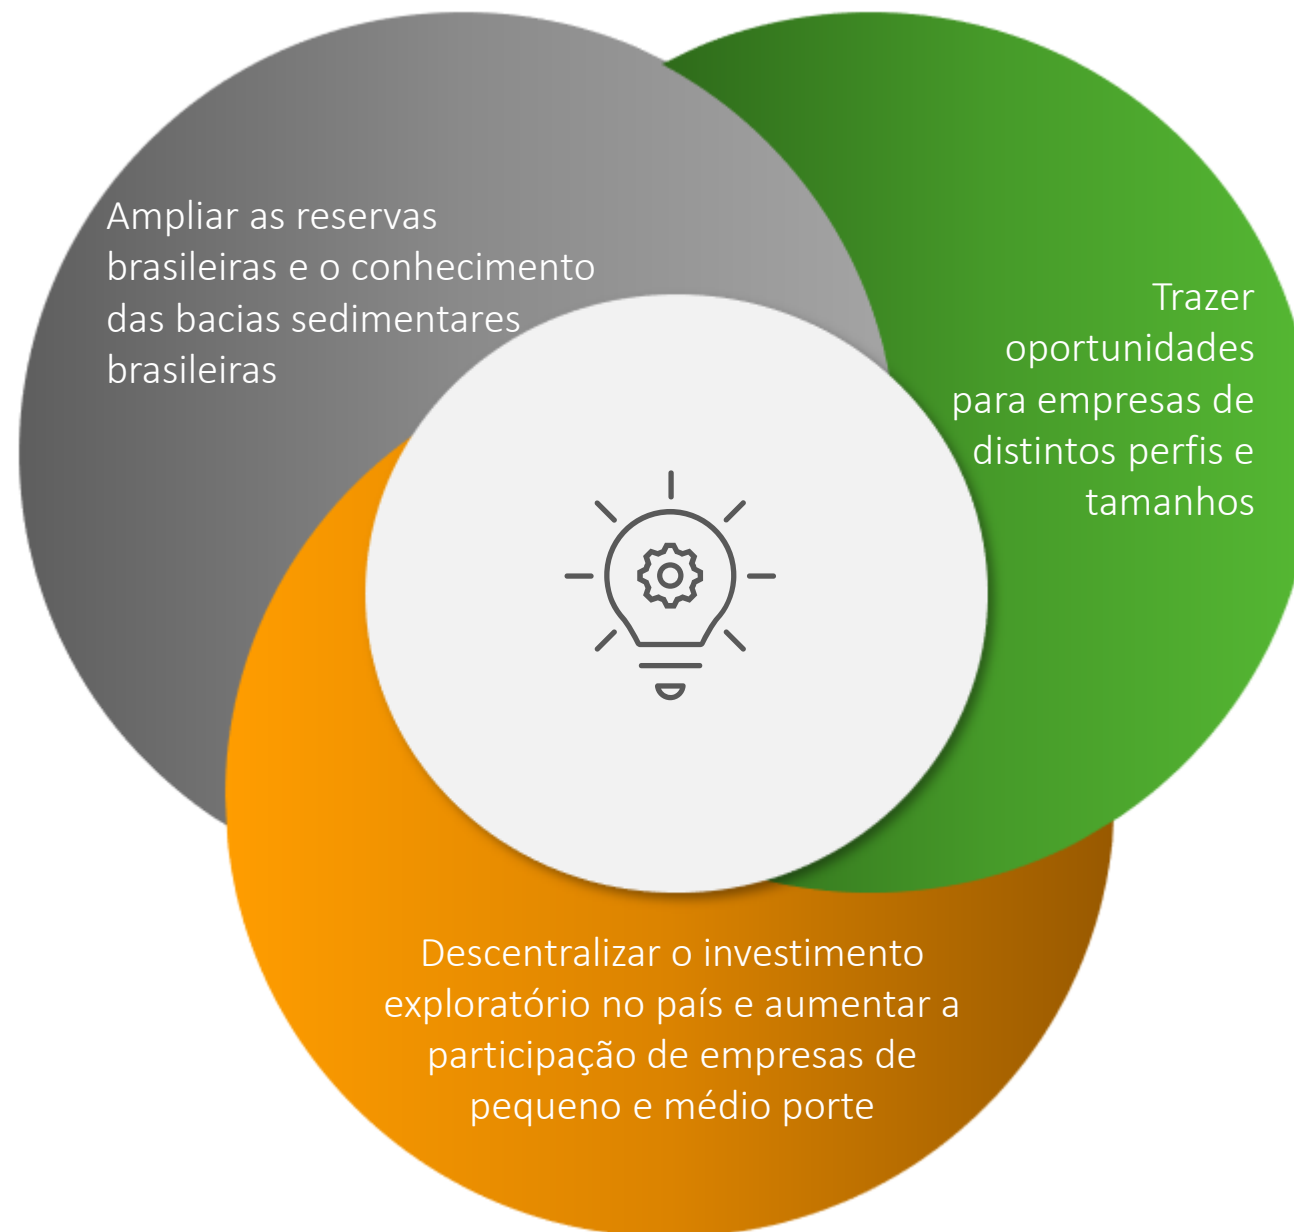 Ampliar as reservas
brasileiras e o conhecimento
das bacias sedimentares
brasileiras
Trazer
oportunidades
para empresas de
distintos perfis e
tamanhos
Descentralizar o investimento
exploratório no país e aumentar a
participação de empresas de
pequeno e médio porte